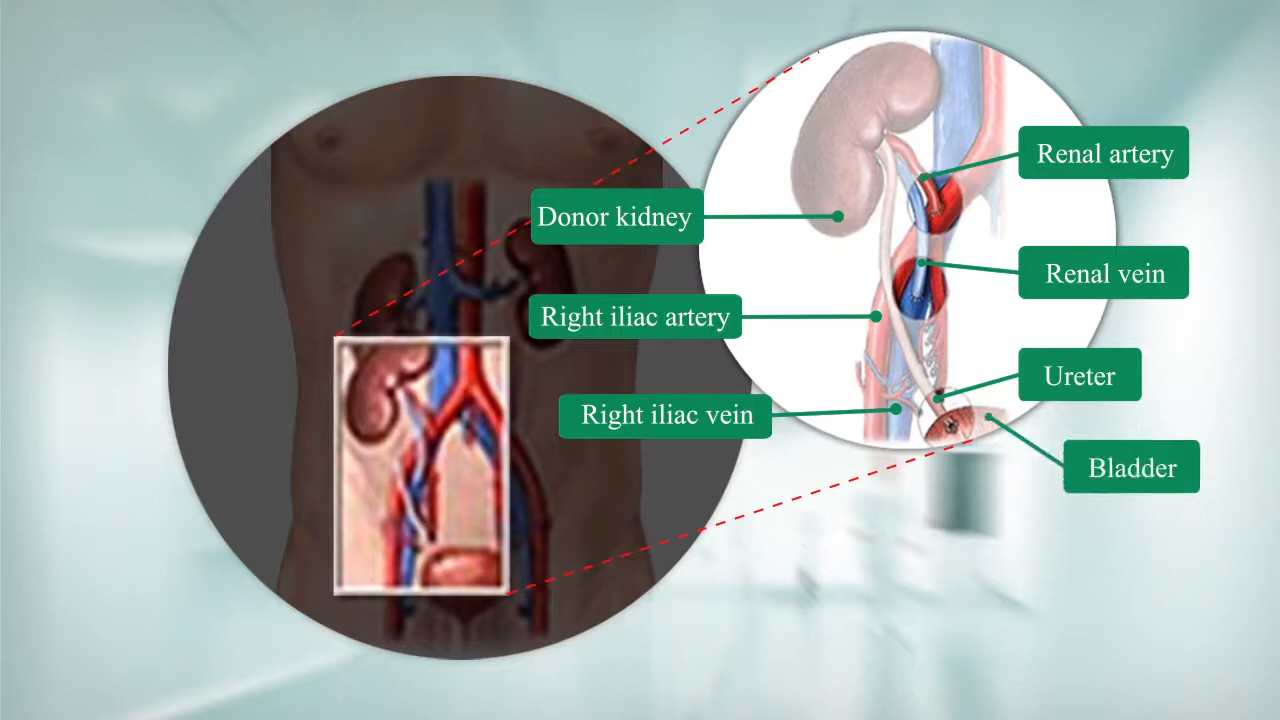 Renal artery
Donor kidney
Renal vein
Right iliac artery
Ureter
Right iliac vein
Bladder